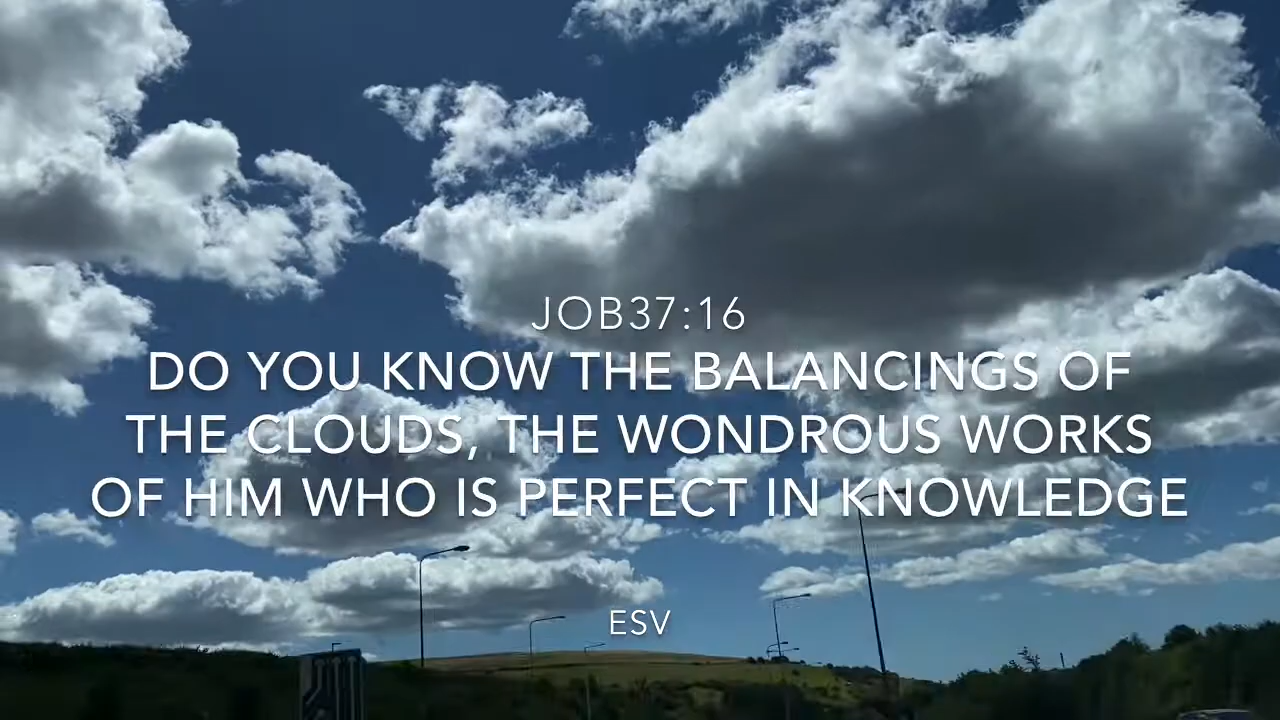 JOB37:16
DO YOU KNOW THE BALANCINGS OF
THE CLOUDS, THE WONDROUS WORKS
OF HIM WHO IS PERFECT IN KNOWLEDGE
ESV